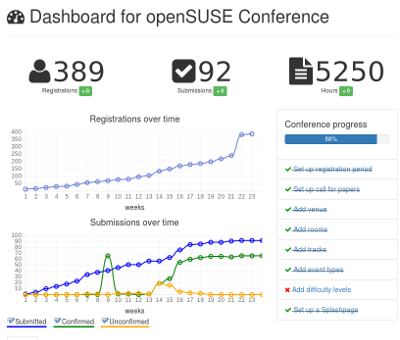 Dashboard for openSUSE Conference
389 92 5250
Registrations +0 Submissions +0 Hours +0
Registrations over time
400
350
300
250
200
150
100
50
1 2 3 4 5 6 7 8 9 10 11 12 13 14 15 16 17 18 19 20 21 22 23
weeks
Submissions over time
100
90
80
70
60
50
40
30
20
10
0
1 2 3 4 5 6 7 8 9 10 11 12 13 14 15 16 17 18 19 20 21 22 23
weeks
Submitted Confirmed Unconfirmed
Conference progress
Set up registration period
Set up call for papers
Add venue
Add rooms
Add tracks
Add event types
Add difficulty levels
Set up a Splashpage